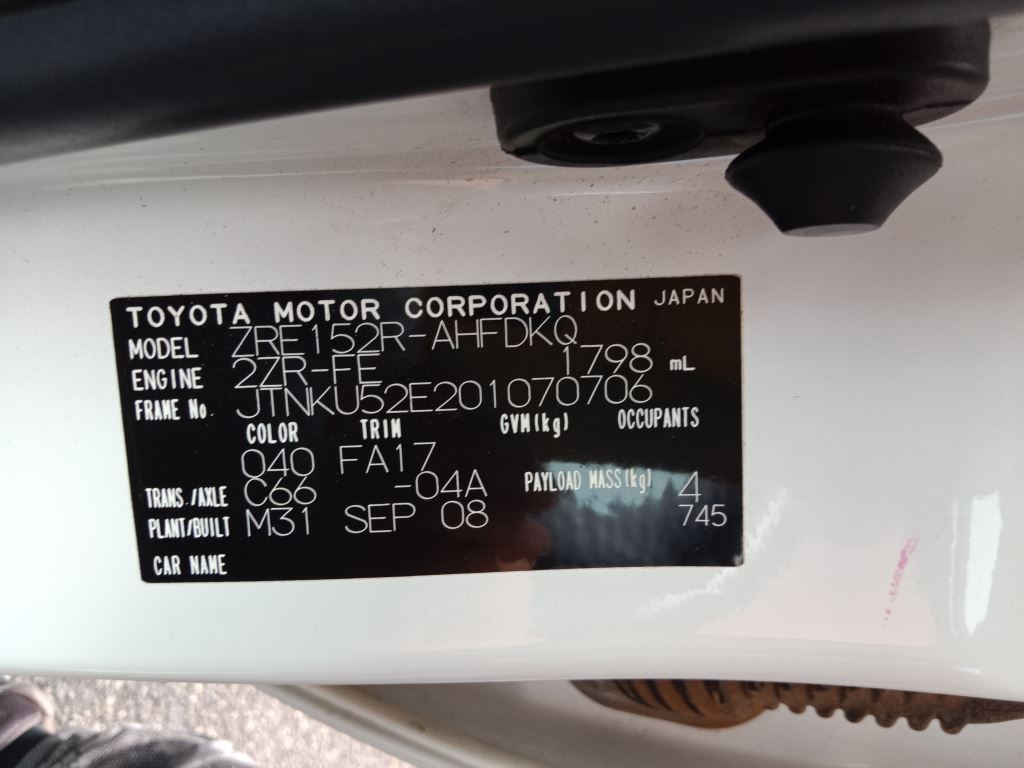 TOYOTA MOTOR CORPORATION JAPAN
MODEL ZRE152R-AHFDKQ
ENGINE 2ZR-FE 1798 mL
FRAME No. JTNKU52E201070706
COLOR TRIM GVM(kg) OCCUPANTS
040 FA17
TRANS./AXLE C66 -04A PAYLOAD MASS(kg) 4
PLANT/BUILT M31 SEP 08 745
CAR NAME